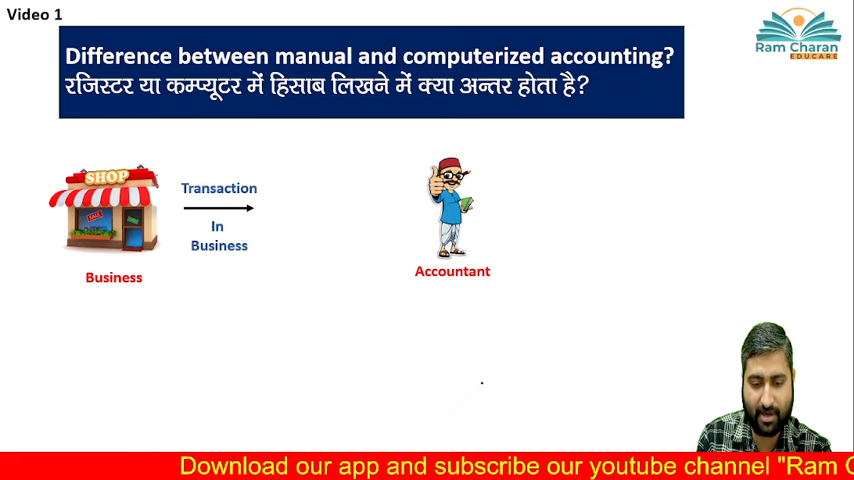 Video 1
Difference between manual and computerized accounting?
रजिस्टर या कम्प्यूटर में हिसाब लिखने में क्या अन्तर होता है?
Ram Charan
EDUCARE
SHOP
SALE
Transaction
In
Business
Business
Accountant
Download our app and subscribe our youtube channel "Ram C